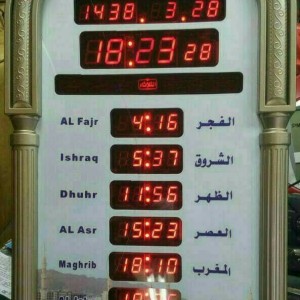 1438. 3.28
18:23 28
AL Fajr 4:16 الفجر
Ishraq 5:37 الشروق
Dhuhr 11:56 الظهر
AL Asr 15:23 العصر
Maghrib 18:10 المغرب